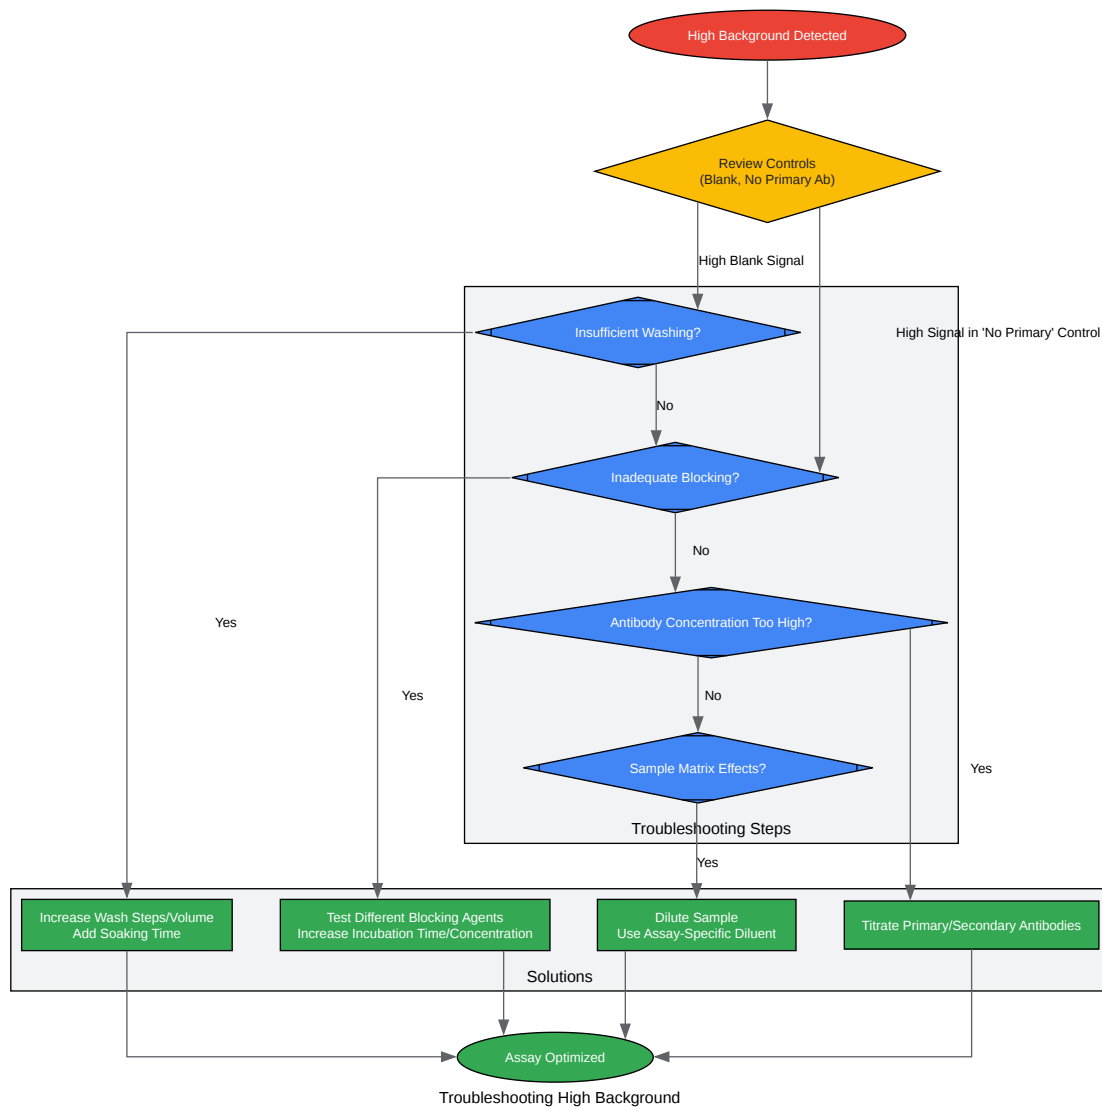 High Background Detected
Review Controls
(Blank, No Primary Ab)
High Blank Signal
Insufficient Washing?
High Signal in 'No Primary' Control
No
Inadequate Blocking?
No
Yes
Antibody Concentration Too High?
Yes
No
Sample Matrix Effects?
Yes
Troubleshooting Steps
Yes
Increase Wash Steps/Volume
Add Soaking Time
Test Different Blocking Agents
Increase Incubation Time/Concentration
Dilute Sample
Use Assay-Specific Diluent
Titrate Primary/Secondary Antibodies
Solutions
Assay Optimized
Troubleshooting High Background